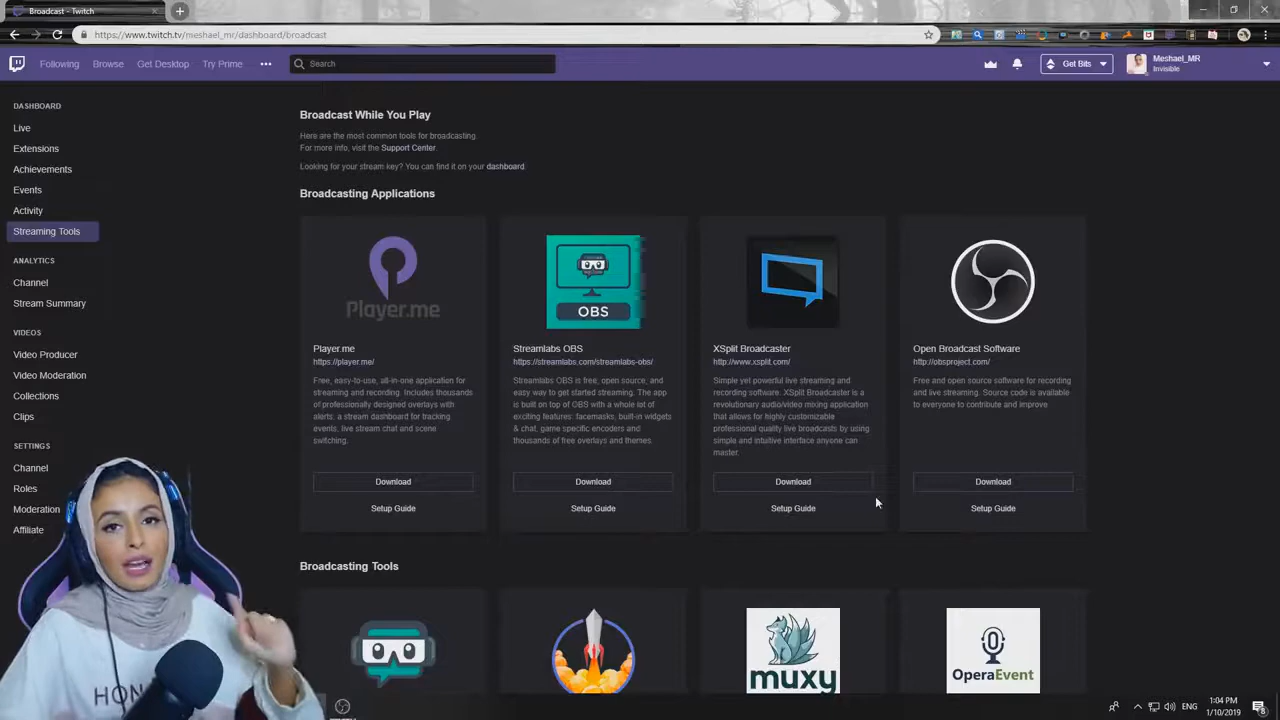 Broadcast - Twitch
https://www.twitch.tv/meshael_mr/dashboard/broadcast
Following Browse Get Desktop Try Prime ••• Search Get Bits Meshael_MR
Invisible
DASHBOARD
Live
Extensions
Achievements
Events
Activity
Streaming Tools
ANALYTICS
Channel
Stream Summary
VIDEOS
Video Producer
Video Moderation
Collections
Clips
SETTINGS
Channel
Roles
Moderation
Affiliate
Broadcast While You Play
Here are the most common tools for broadcasting.
For more info, visit the Support Center.
Looking for your stream key? You can find it on your dashboard.
Broadcasting Applications
Player.me
Player.me
https://player.me/
Free, easy-to-use, all-in-one application for
streaming and recording. Includes thousands
of professionally designed overlays with
alerts, a stream dashboard for tracking
events, live stream chat and scene
switching.
Download
Setup Guide
OBS
Streamlabs OBS
https://streamlabs.com/streamlabs-obs/
Streamlabs OBS is free, open source, and
easy way to get started streaming. The app
is built on top of OBS with a whole lot of
exciting features: facemasks, built-in widgets
& chat, game specific encoders and
thousands of free overlays and themes.
Download
Setup Guide
XSplit Broadcaster
http://www.xsplit.com/
Simple yet powerful live streaming and
recording software. XSplit Broadcaster is a
revolutionary audio/video mixing application
that allows for highly customizable
professional quality live broadcasts by using
simple and intuitive interface anyone can
master.
Download
Setup Guide
Open Broadcast Software
http://obsproject.com/
Free and open source software for recording
and live streaming. Source code is available
to everyone to contribute and improve
Download
Setup Guide
Broadcasting Tools
muxy
OperaEvent
HON
ENG
1:04 PM
1/10/2019
8